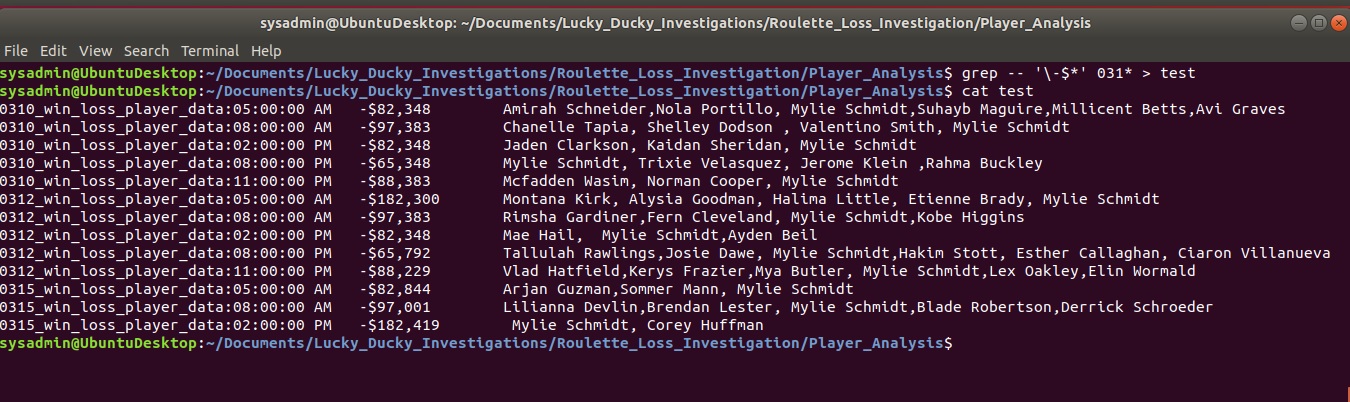 sysadmin@UbuntuDesktop: ~/Documents/Lucky_Ducky_Investigations/Roulette_Loss_Investigation/Player_Analysis
File Edit View Search Terminal Help
sysadmin@UbuntuDesktop:~/Documents/Lucky_Ducky_Investigations/Roulette_Loss_Investigation/Player_Analysis$ grep -- '\-$*' 031* > test
sysadmin@UbuntuDesktop:~/Documents/Lucky_Ducky_Investigations/Roulette_Loss_Investigation/Player_Analysis$ cat test
0310_win_loss_player_data:05:00:00 AM -$82,348 Amirah Schneider,Nola Portillo, Mylie Schmidt,Suhayb Maguire,Millicent Betts,Avi Graves
0310_win_loss_player_data:08:00:00 AM -$97,383 Chanelle Tapia, Shelley Dodson , Valentino Smith, Mylie Schmidt
0310_win_loss_player_data:02:00:00 PM -$82,348 Jaden Clarkson, Kaidan Sheridan, Mylie Schmidt
0310_win_loss_player_data:08:00:00 PM -$65,348 Mylie Schmidt, Trixie Velasquez, Jerome Klein ,Rahma Buckley
0310_win_loss_player_data:11:00:00 PM -$88,383 Mcfadden Wasim, Norman Cooper, Mylie Schmidt
0312_win_loss_player_data:05:00:00 AM -$182,300 Montana Kirk, Alysia Goodman, Halima Little, Etienne Brady, Mylie Schmidt
0312_win_loss_player_data:08:00:00 AM -$97,383 Rimsha Gardiner,Fern Cleveland, Mylie Schmidt,Kobe Higgins
0312_win_loss_player_data:02:00:00 PM -$82,348 Mae Hail,  Mylie Schmidt,Ayden Beil
0312_win_loss_player_data:08:00:00 PM -$65,792 Tallulah Rawlings,Josie Dawe, Mylie Schmidt,Hakim Stott, Esther Callaghan, Ciaron Villanueva
0312_win_loss_player_data:11:00:00 PM -$88,229 Vlad Hatfield,Kerys Frazier,Mya Butler, Mylie Schmidt,Lex Oakley,Elin Wormald
0315_win_loss_player_data:05:00:00 AM -$82,844 Arjan Guzman,Sommer Mann, Mylie Schmidt
0315_win_loss_player_data:08:00:00 AM -$97,001 Lilianna Devlin,Brendan Lester, Mylie Schmidt,Blade Robertson,Derrick Schroeder
0315_win_loss_player_data:02:00:00 PM -$182,419 Mylie Schmidt, Corey Huffman
sysadmin@UbuntuDesktop:~/Documents/Lucky_Ducky_Investigations/Roulette_Loss_Investigation/Player_Analysis$